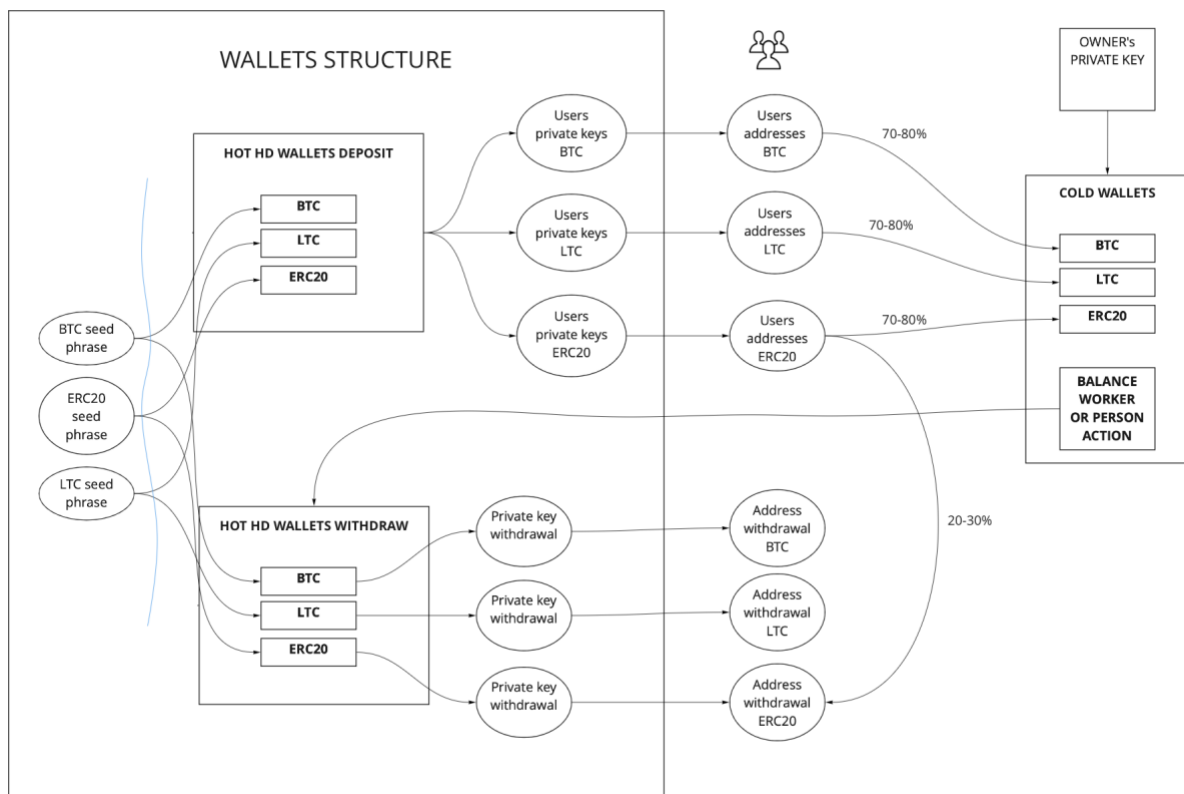 WALLETS STRUCTURE
OWNER's
PRIVATE KEY
HOT HD WALLETS DEPOSIT
BTC
LTC
ERC20
Users
private keys
BTC
Users
private keys
LTC
Users
private keys
ERC20
Users
addresses
BTC
Users
addresses
LTC
Users
addresses
ERC20
70-80%
70-80%
70-80%
COLD WALLETS
BTC
LTC
ERC20
BALANCE
WORKER
OR PERSON
ACTION
BTC seed
phrase
ERC20
seed
phrase
LTC seed
phrase
HOT HD WALLETS WITHDRAW
BTC
LTC
ERC20
Private key
withdrawal
Private key
withdrawal
Private key
withdrawal
Address
withdrawal
BTC
Address
withdrawal
LTC
Address
withdrawal
ERC20
20-30%